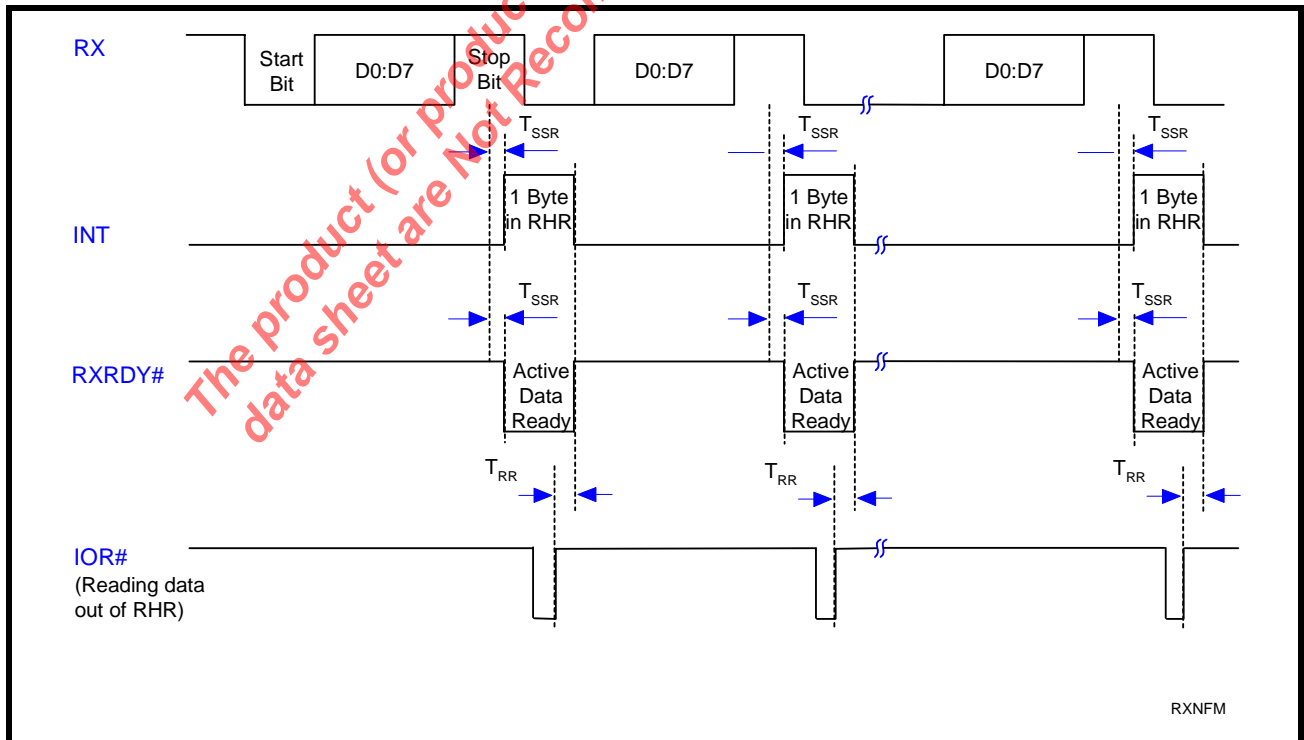 RX
Start
Bit
D0:D7
Stop
Bit
D0:D7
D0:D7
TSSR
TSSR
TSSR
INT
1 Byte
in RHR
1 Byte
in RHR
1 Byte
in RHR
TSSR
TSSR
TSSR
RXRDY#
Active
Data
Ready
Active
Data
Ready
Active
Data
Ready
TRR
TRR
TRR
IOR#
(Reading data
out of RHR)
RXNFM
The product (or produc
data sheet are Not Recom